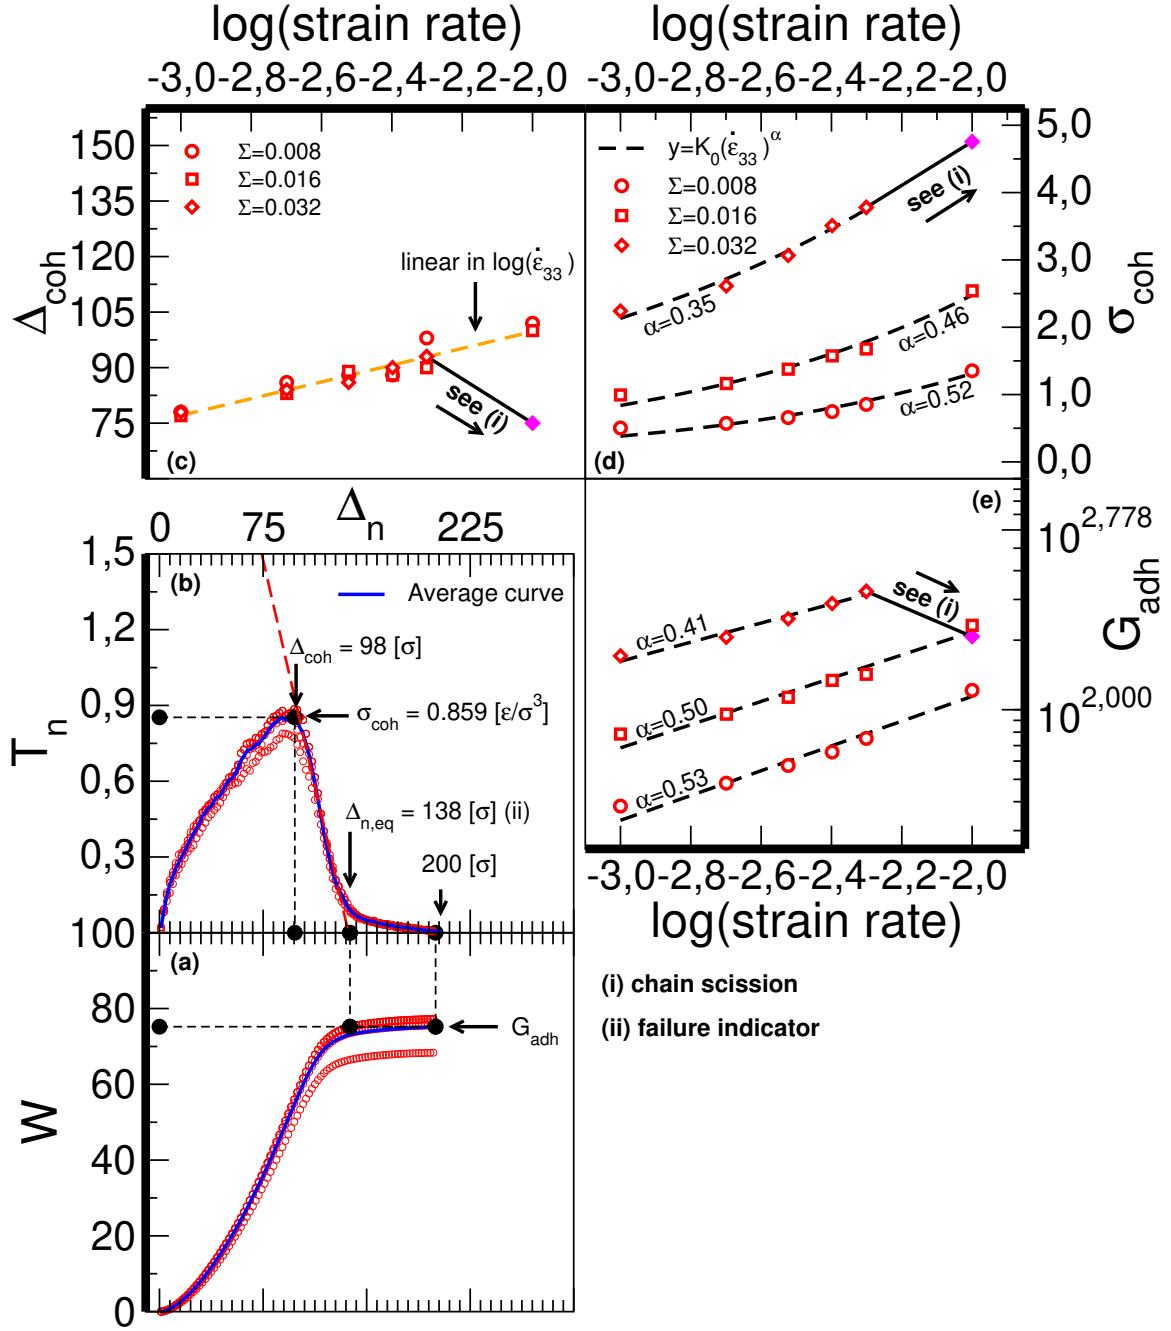 log(strain rate)
-3,0 -2,8 -2,6 -2,4 -2,2 -2,0
150
135
120
105
90
75
Δcoh
Σ=0.008
Σ=0.016
Σ=0.032
linear in log(ε̇33)
see (i)
(c)
log(strain rate)
-3,0 -2,8 -2,6 -2,4 -2,2 -2,0
y=K0(ε̇33)α
Σ=0.008
Σ=0.016
Σ=0.032
see (i)
α=0.35
α=0.46
α=0.52
(d)
5,0
4,0
3,0
2,0
1,0
0,0
σcoh
0 75 Δn 225
1,5
1,2
0,9
0,6
0,3
Tn
(b)
Average curve
Δcoh = 98 [σ]
σcoh = 0.859 [ε/σ3]
Δn,eq = 138 [σ] (ii)
200 [σ]
(e)
10 2,778
10 2,000
Gadh
see (i)
α=0.41
α=0.50
α=0.53
-3,0 -2,8 -2,6 -2,4 -2,2 -2,0
log(strain rate)
100
80
60
40
20
0
W
(a)
Gadh
(i) chain scission
(ii) failure indicator